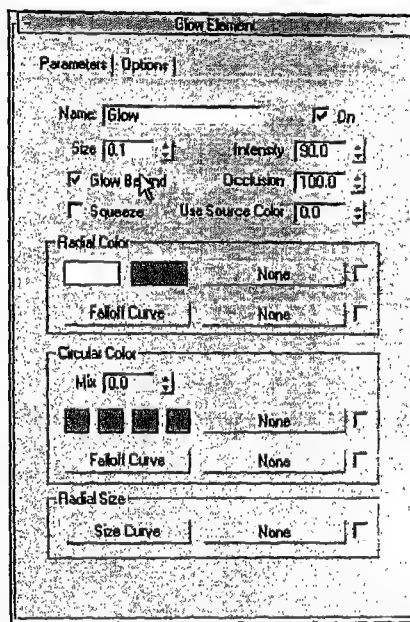 Glow Element
Parameters Options
Name: Glow On
Size 0.1 Intensity 90.0
Glow Behind Occlusion 100.0
Squeeze Use Source Color 0.0
Radial Color
None
Falloff Curve None
Circular Color
Mix 0.0
None
Falloff Curve None
Radial Size
Size Curve None